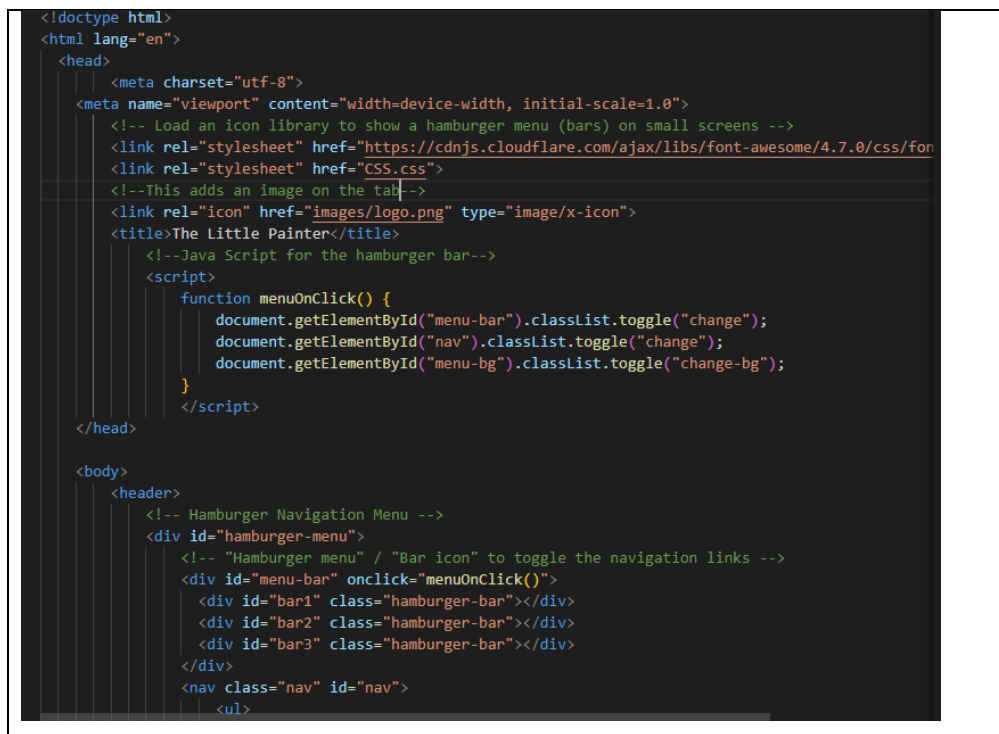 <!doctype html>
<html lang="en">
<head>
<meta charset="utf-8">
<meta name="viewport" content="width=device-width, initial-scale=1.0">
<!-- Load an icon library to show a hamburger menu (bars) on small screens -->
<link rel="stylesheet" href="https://cdnjs.cloudflare.com/ajax/libs/font-awesome/4.7.0/css/fon
<link rel="stylesheet" href="CSS.css">
<!--This adds an image on the tab-->
<link rel="icon" href="images/logo.png" type="image/x-icon">
<title>The Little Painter</title>
<!--Java Script for the hamburger bar-->
<script>
function menuOnClick() {
document.getElementById("menu-bar").classList.toggle("change");
document.getElementById("nav").classList.toggle("change");
document.getElementById("menu-bg").classList.toggle("change-bg");
}
</script>
</head>
<body>
<header>
<!-- Hamburger Navigation Menu -->
<div id="hamburger-menu">
<!-- "Hamburger menu" / "Bar icon" to toggle the navigation links -->
<div id="menu-bar" onclick="menuOnClick()">
<div id="bar1" class="hamburger-bar"></div>
<div id="bar2" class="hamburger-bar"></div>
<div id="bar3" class="hamburger-bar"></div>
</div>
<nav class="nav" id="nav">
<ul>